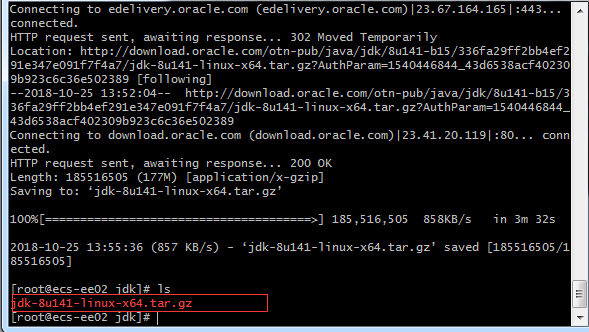 Connecting to edelivery.oracle.com (edelivery.oracle.com)|23.67.164.165|:443...
connected.
HTTP request sent, awaiting response... 302 Moved Temporarily
Location: http://download.oracle.com/otn-pub/java/jdk/8u141-b15/336fa29ff2bb4ef2
91e347e091f7f4a7/jdk-8u141-linux-x64.tar.gz?AuthParam=1540446844_43d6538acf40230
9b923c6c36e502389 [following]
--2018-10-25 13:52:04--  http://download.oracle.com/otn-pub/java/jdk/8u141-b15/3
36fa29ff2bb4ef291e347e091f7f4a7/jdk-8u141-linux-x64.tar.gz?AuthParam=1540446844_
43d6538acf402309b923c6c36e502389
Connecting to download.oracle.com (download.oracle.com)|23.41.20.119|:80... conn
ected.
HTTP request sent, awaiting response... 200 OK
Length: 185516505 (177M) [application/x-gzip]
Saving to: ‘jdk-8u141-linux-x64.tar.gz’
100%[======================================>] 185,516,505  858KB/s   in 3m 32s
2018-10-25 13:55:36 (857 KB/s) - ‘jdk-8u141-linux-x64.tar.gz’ saved [185516505/1
85516505]
[root@ecs-ee02 jdk]# ls
jdk-8u141-linux-x64.tar.gz
[root@ecs-ee02 jdk]#